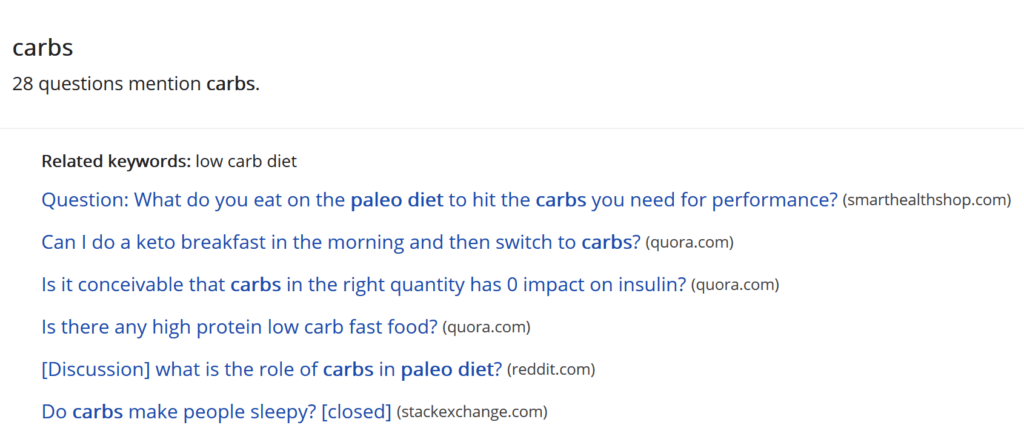 carbs
28 questions mention carbs.
Related keywords: low carb diet
Question: What do you eat on the paleo diet to hit the carbs you need for performance? (smarthealthshop.com)
Can I do a keto breakfast in the morning and then switch to carbs? (quora.com)
Is it conceivable that carbs in the right quantity has 0 impact on insulin? (quora.com)
Is there any high protein low carb fast food? (quora.com)
[Discussion] what is the role of carbs in paleo diet? (reddit.com)
Do carbs make people sleepy? [closed] (stackexchange.com)